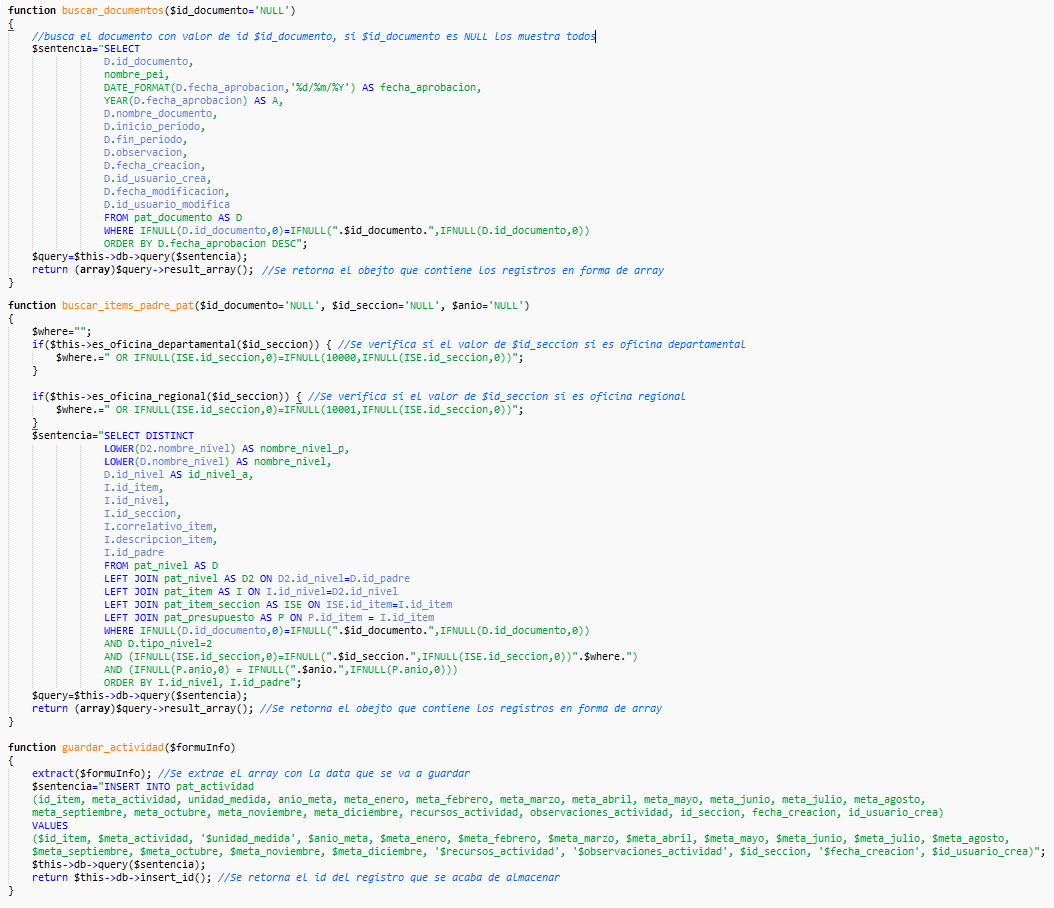 function buscar_documentos($id_documento='NULL')
{
    //busca el documento con valor de id $id_documento, si $id_documento es NULL los muestra todos
    $sentencia="SELECT
                D.id_documento,
                nombre_pei,
                DATE_FORMAT(D.fecha_aprobacion,'%d/%m/%Y') AS fecha_aprobacion,
                YEAR(D.fecha_aprobacion) AS A,
                D.nombre_documento,
                D.inicio_periodo,
                D.fin_periodo,
                D.observacion,
                D.fecha_creacion,
                D.id_usuario_crea,
                D.fecha_modificacion,
                D.id_usuario_modifica
                FROM pat_documento AS D
                WHERE IFNULL(D.id_documento,0)=IFNULL(".$id_documento.",IFNULL(D.id_documento,0))
                ORDER BY D.fecha_aprobacion DESC";
    $query=$this->db->query($sentencia);
    return (array)$query->result_array(); //Se retorna el obejto que contiene los registros en forma de array
}
function buscar_items_padre_pat($id_documento='NULL', $id_seccion='NULL', $anio='NULL')
{
    $where="";
    if($this->es_oficina_departamental($id_seccion)) { //Se verifica si el valor de $id_seccion si es oficina departamental
        $where.=" OR IFNULL(ISE.id_seccion,0)=IFNULL(10000,IFNULL(ISE.id_seccion,0))";
    }
    if($this->es_oficina_regional($id_seccion)) { //Se verifica si el valor de $id_seccion si es oficina regional
        $where.=" OR IFNULL(ISE.id_seccion,0)=IFNULL(10001,IFNULL(ISE.id_seccion,0))";
    }
    $sentencia="SELECT DISTINCT
                LOWER(D2.nombre_nivel) AS nombre_nivel_p,
                LOWER(D.nombre_nivel) AS nombre_nivel,
                D.id_nivel AS id_nivel_a,
                I.id_item,
                I.id_nivel,
                I.id_seccion,
                I.correlativo_item,
                I.descripcion_item,
                I.id_padre
                FROM pat_nivel AS D
                LEFT JOIN pat_nivel AS D2 ON D2.id_nivel=D.id_padre
                LEFT JOIN pat_item AS I ON I.id_nivel=D2.id_nivel
                LEFT JOIN pat_item_seccion AS ISE ON ISE.id_item=I.id_item
                LEFT JOIN pat_presupuesto AS P ON P.id_item = I.id_item
                WHERE IFNULL(D.id_documento,0)=IFNULL(".$id_documento.",IFNULL(D.id_documento,0))
                AND D.tipo_nivel=2
                AND (IFNULL(ISE.id_seccion,0)=IFNULL(".$id_seccion.",IFNULL(ISE.id_seccion,0))".$where.")
                AND (IFNULL(P.anio,0) = IFNULL(".$anio.",IFNULL(P.anio,0)))
                ORDER BY I.id_nivel, I.id_padre";
    $query=$this->db->query($sentencia);
    return (array)$query->result_array(); //Se retorna el obejto que contiene los registros en forma de array
}
function guardar_actividad($formuInfo)
{
    extract($formuInfo); //Se extrae el array con la data que se va a guardar
    $sentencia="INSERT INTO pat_actividad
    (id_item, meta_actividad, unidad_medida, anio_meta, meta_enero, meta_febrero, meta_marzo, meta_abril, meta_mayo, meta_junio, meta_julio, meta_agosto,
    meta_septiembre, meta_octubre, meta_noviembre, meta_diciembre, recursos_actividad, observaciones_actividad, id_seccion, fecha_creacion, id_usuario_crea)
    VALUES
    ($id_item, $meta_actividad, '$unidad_medida', $anio_meta, $meta_enero, $meta_febrero, $meta_marzo, $meta_abril, $meta_mayo, $meta_junio, $meta_julio, $meta_agosto,
    $meta_septiembre, $meta_octubre, $meta_noviembre, $meta_diciembre, '$recursos_actividad', '$observaciones_actividad', $id_seccion, '$fecha_creacion', $id_usuario_crea)";
    $this->db->query($sentencia);
    return $this->db->insert_id(); //Se retorna el id del registro que se acaba de almacenar
}